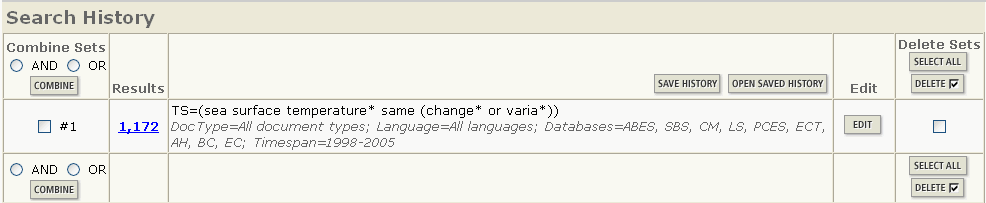 Search History
Combine Sets
AND OR
COMBINE
Results
SAVE HISTORY OPEN SAVED HISTORY
Edit
Delete Sets
SELECT ALL
DELETE
#1
1,172
TS=(sea surface temperature* same (change* or varia*))
DocType=All document types; Language=All languages; Databases=ABES, SBS, CM, LS, PCES, ECT,
AH, BC, EC; Timespan=1998-2005
EDIT
AND OR
COMBINE
SELECT ALL
DELETE